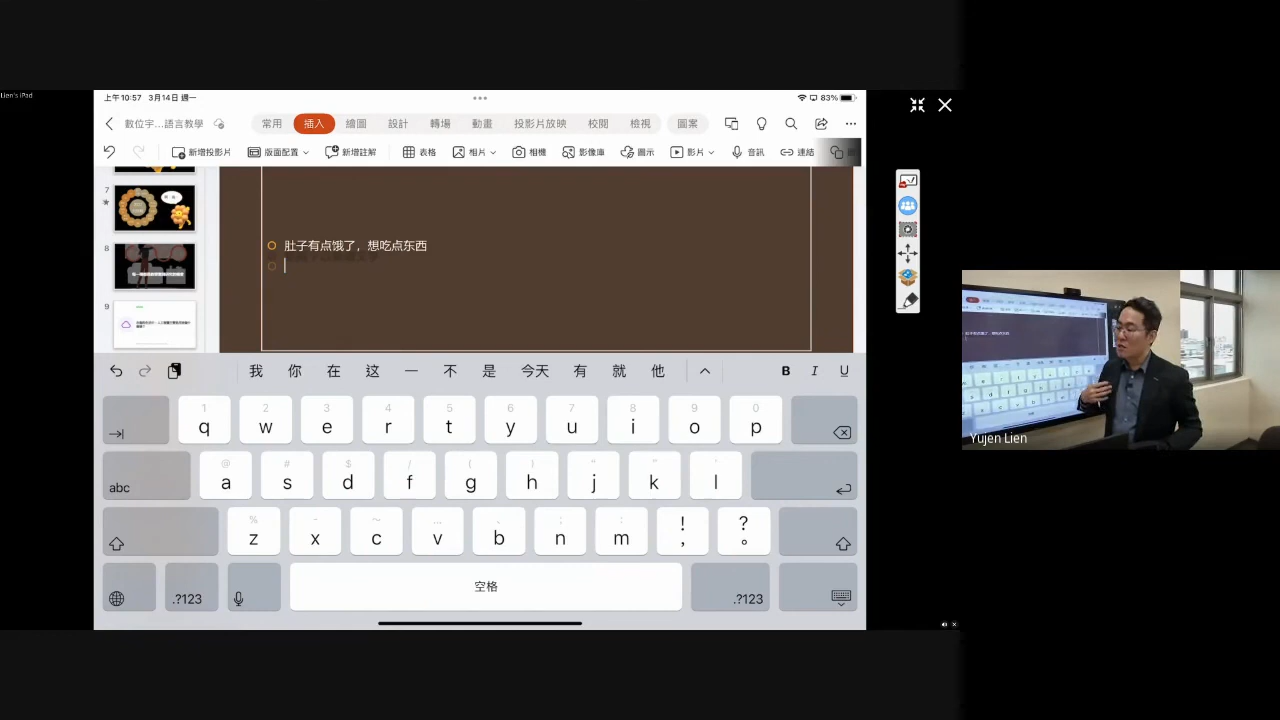 Lien's iPad
上午10:57 3月14日 週一
83%
數位字...語言教學
常用 插入 繪圖 設計 轉場 動畫 投影片放映 校閱 檢視 圖案
新增投影片 版面配置 新增註解 表格 相片 相機 影像庫 圖示 影片 音訊 連結
7
8
9
肚子有点饿了，想吃点东西
我 你 在 这 一 不 是 今天 有 就 他 B I U
1 2 3 4 5 6 7 8 9 0
q w e r t y u i o p
@ # $ / ( ) “ ” '
abc a s d f g h j k l
% - ~ … 、 ; : ! ?
z x c v b n m , 。
.?123 空格 .?123
Yujen Lien